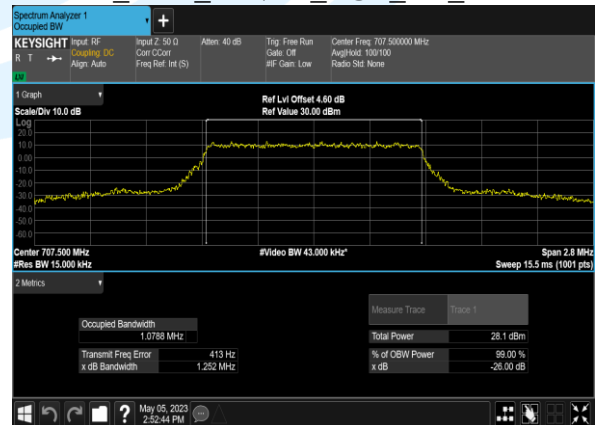 Spectrum Analyzer 1
Occupied BW
+
KEYSIGHT Input: RF Input Z: 50 Ω Atten: 40 dB Trig: Free Run Center Freq: 707.500000 MHz
R T Coupling: DC Corr CCorr Gate: Off Avg|Hold: 100/100
Align: Auto Freq Ref: Int (S) #IF Gain: Low Radio Std: None
LV
1 Graph
Ref Lvl Offset 4.60 dB
Scale/Div 10.0 dB Ref Value 30.00 dBm
Log
20.0
10.0
0.00
-10.0
-20.0
-30.0
-40.0
-50.0
-60.0
Center 707.500 MHz #Video BW 43.000 kHz* Span 2.8 MHz
#Res BW 15.000 kHz Sweep 15.5 ms (1001 pts)
2 Metrics
Measure Trace Trace 1
Occupied Bandwidth
1.0788 MHz Total Power 28.1 dBm
Transmit Freq Error 413 Hz % of OBW Power 99.00 %
x dB Bandwidth 1.252 MHz x dB -26.00 dB
? May 05, 2023
2:52:44 PM